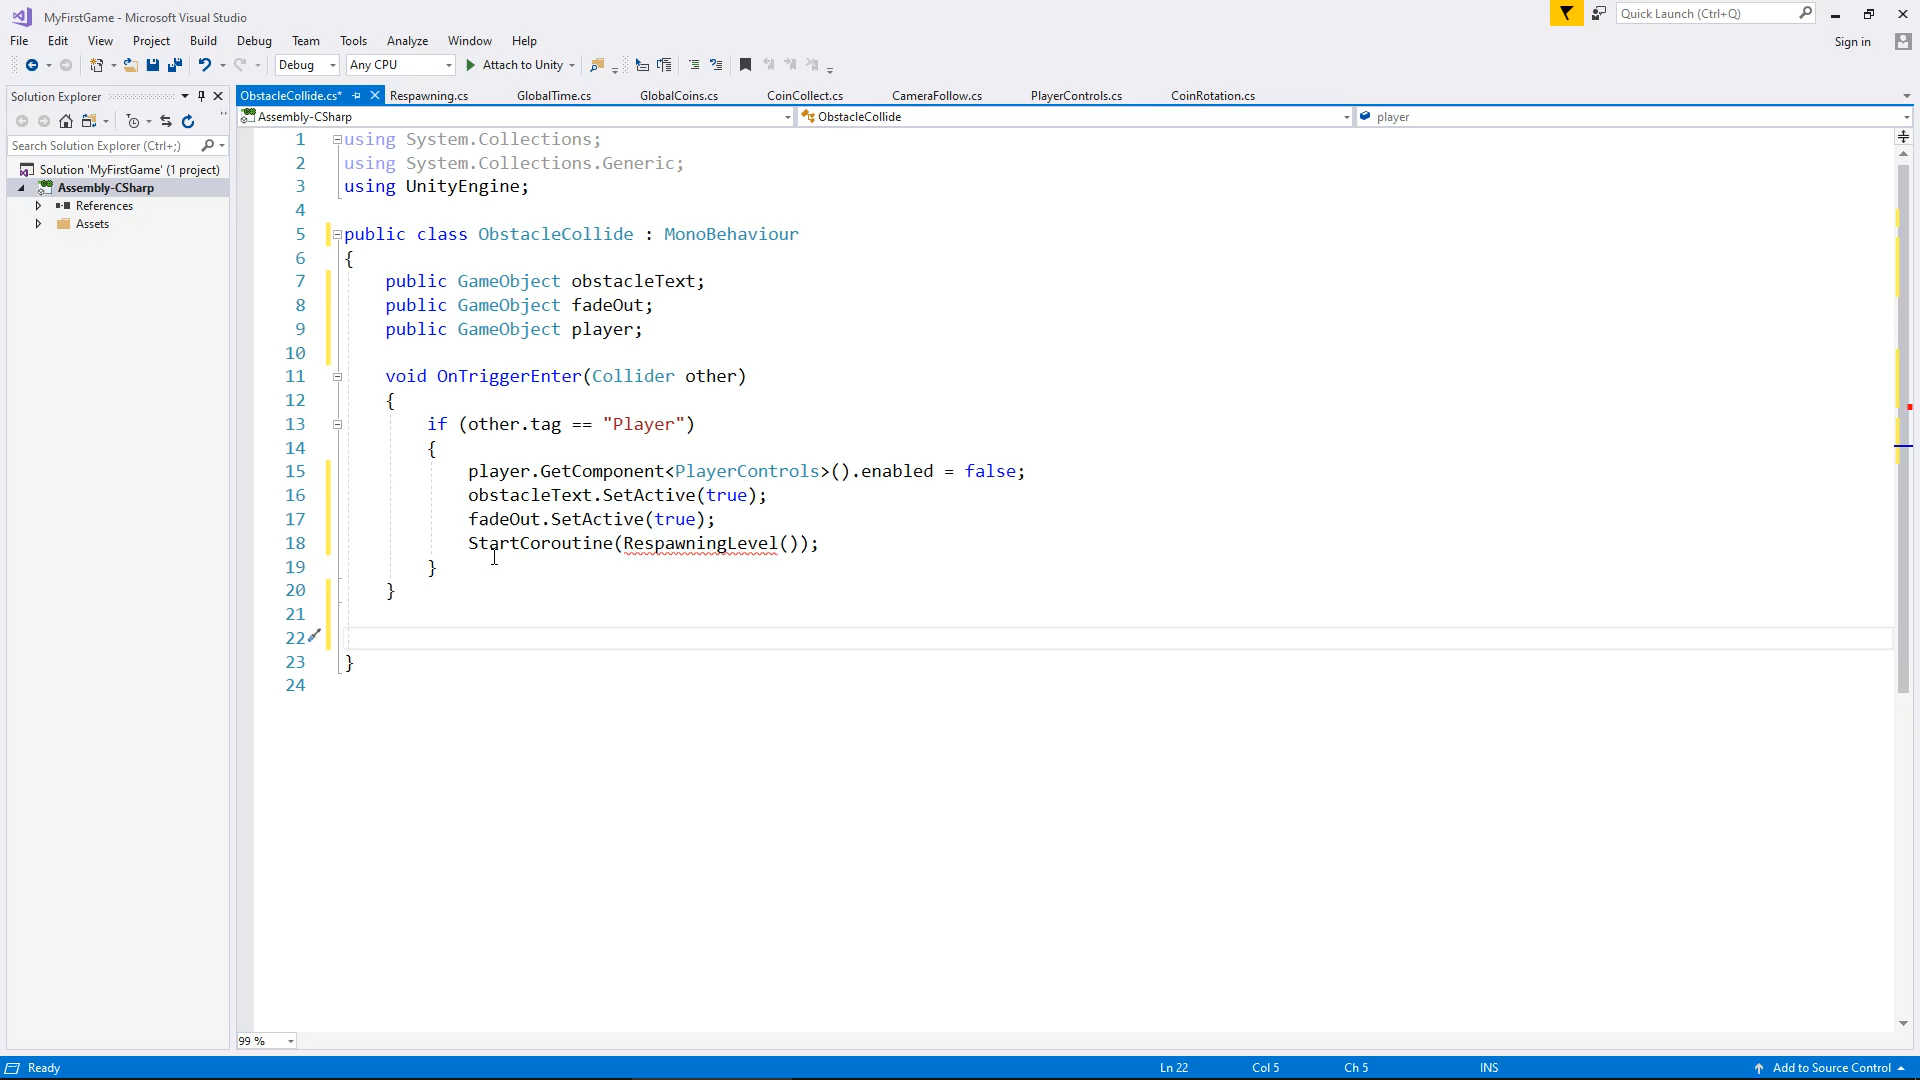 MyFirstGame - Microsoft Visual Studio
Quick Launch (Ctrl+Q)
File Edit View Project Build Debug Team Tools Analyze Window Help
Sign in
Debug Any CPU Attach to Unity
Solution Explorer
ObstacleCollide.cs* Respawning.cs GlobalTime.cs GlobalCoins.cs CoinCollect.cs CameraFollow.cs PlayerControls.cs CoinRotation.cs
Assembly-CSharp ObstacleCollide player
Search Solution Explorer (Ctrl+;)
Solution 'MyFirstGame' (1 project)
Assembly-CSharp
References
Assets
1 using System.Collections;
2 using System.Collections.Generic;
3 using UnityEngine;
4
5 public class ObstacleCollide : MonoBehaviour
6 {
7 public GameObject obstacleText;
8 public GameObject fadeOut;
9 public GameObject player;
10
11 void OnTriggerEnter(Collider other)
12 {
13 if (other.tag == "Player")
14 {
15 player.GetComponent<PlayerControls>().enabled = false;
16 obstacleText.SetActive(true);
17 fadeOut.SetActive(true);
18 StartCoroutine(RespawningLevel());
19 }
20 }
21
22
23 }
24
99 %
Ready Ln 22 Col 5 Ch 5 INS Add to Source Control